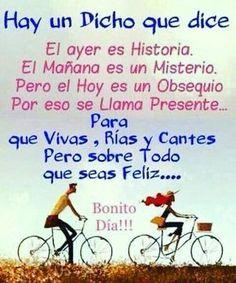 Hay un Dicho que dice
El ayer es Historia.
El Mañana es un Misterio.
Pero el Hoy es un Obsequio
Por eso se Llama Presente...
Para
que Vivas , Rías y Cantes
Pero sobre Todo
que seas Feliz....
Bonito
Día!!!